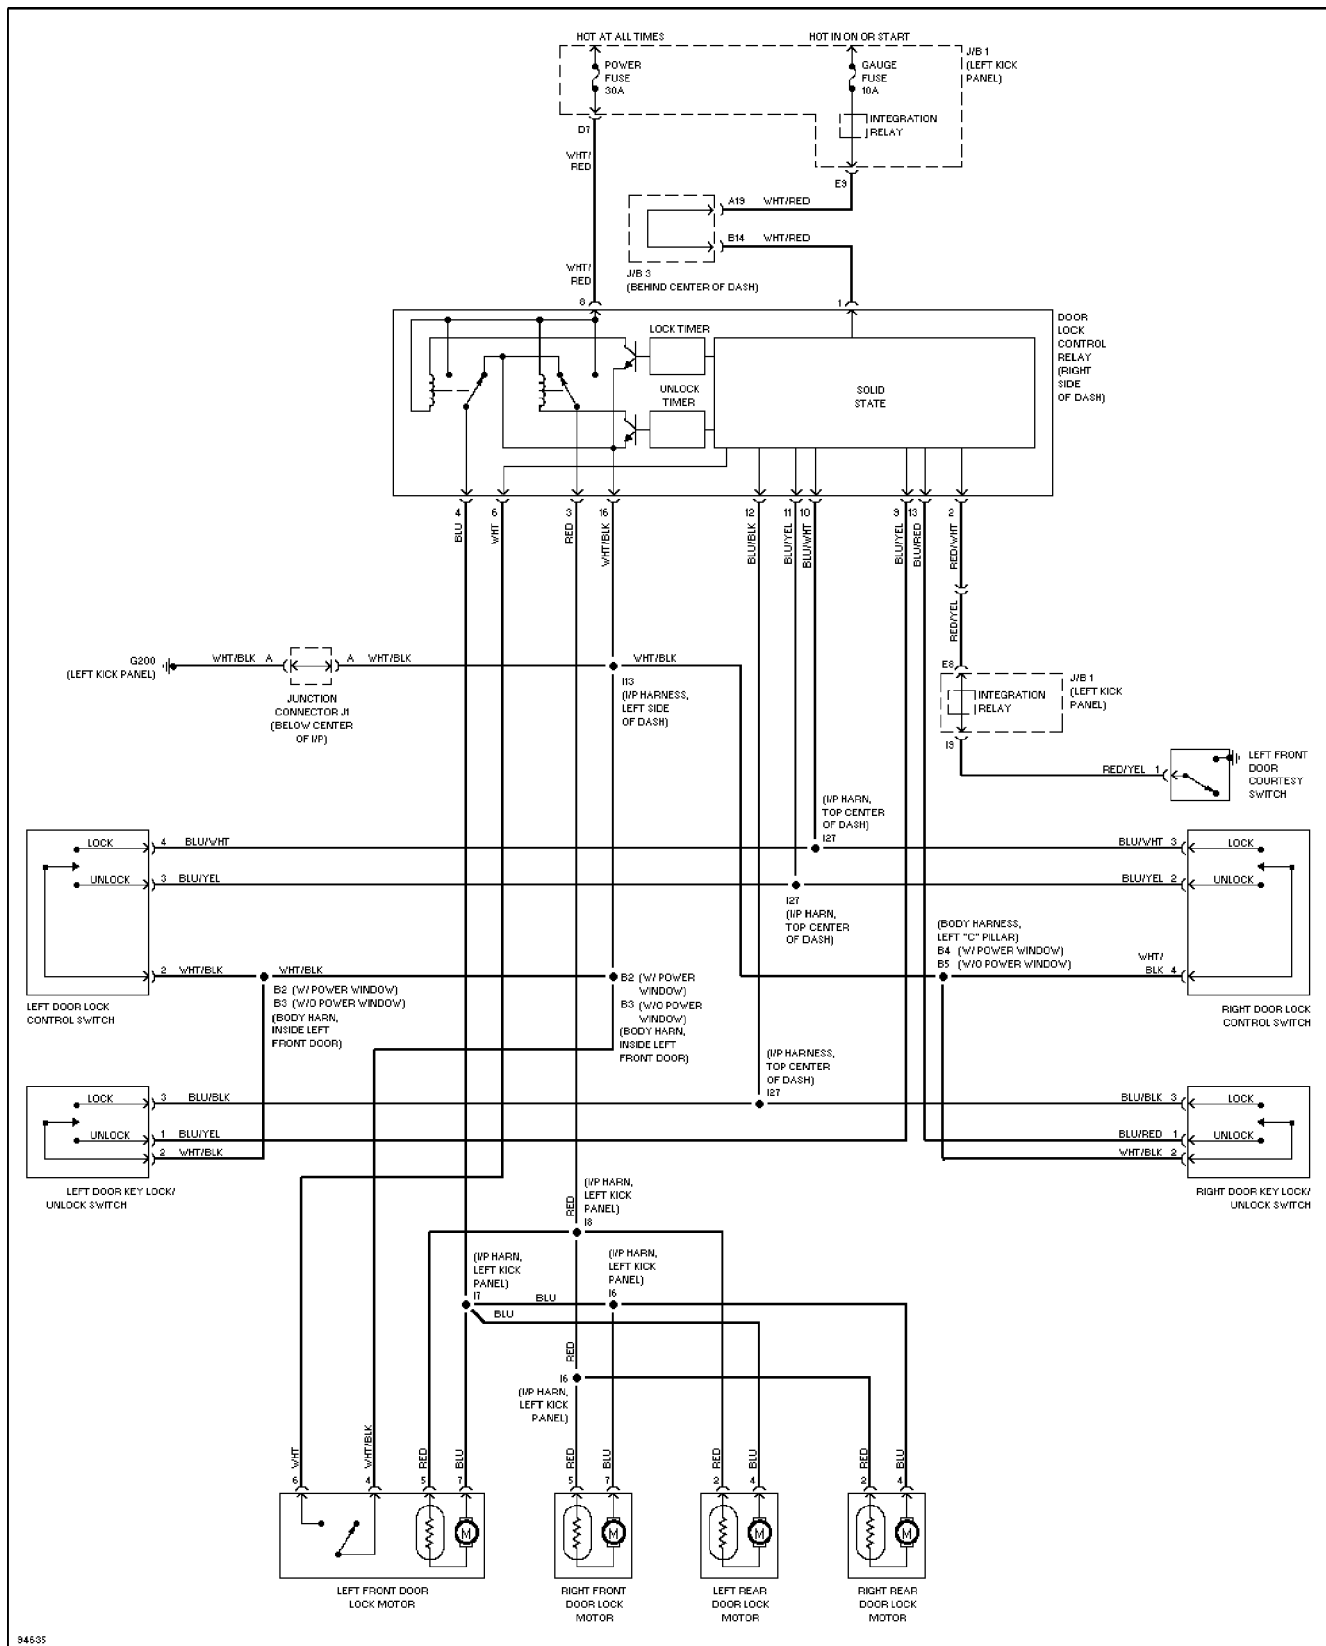 HOT AT ALL TIMES
HOT IN ON OR START
POWER
FUSE
30A
GAUGE
FUSE
10A
J/B 1
(LEFT KICK
PANEL)
INTEGRATION
RELAY
D7
WHT/
RED
E9
A19 WHT/RED
B14 WHT/RED
J/B 3
(BEHIND CENTER OF DASH)
WHT/
RED
8
1
DOOR
LOCK
CONTROL
RELAY
(RIGHT
SIDE
OF DASH)
LOCK TIMER
UNLOCK
TIMER
SOLID
STATE
4 6 3 16 12 11 10 9 13 2
BLU
WHT
RED
WHT/BLK
BLU/BLK
BLU/YEL
BLU/WHT
BLU/YEL
BLU/RED
RED/WHT
RED/YEL
G200
(LEFT KICK PANEL)
WHT/BLK A
A WHT/BLK
WHT/BLK
JUNCTION
CONNECTOR J1
(BELOW CENTER
OF I/P)
I13
(I/P HARNESS,
LEFT SIDE
OF DASH)
E8
INTEGRATION
RELAY
J/B 1
(LEFT KICK
PANEL)
I9
RED/YEL 1
LEFT FRONT
DOOR
COURTESY
SWITCH
(I/P HARN,
TOP CENTER
OF DASH)
I27
LOCK
4 BLU/WHT
BLU/WHT 3
LOCK
UNLOCK
3 BLU/YEL
BLU/YEL 2
UNLOCK
I27
(I/P HARN,
TOP CENTER
OF DASH)
(BODY HARNESS,
LEFT "C" PILLAR)
B4 (W/ POWER WINDOW)
B5 (W/O POWER WINDOW)
WHT/
BLK 4
2 WHT/BLK
WHT/BLK
B2 (W/ POWER WINDOW)
B3 (W/O POWER WINDOW)
(BODY HARN,
INSIDE LEFT
FRONT DOOR)
B2 (W/ POWER
WINDOW)
B3 (W/O POWER
WINDOW)
(BODY HARN,
INSIDE LEFT
FRONT DOOR)
LEFT DOOR LOCK
CONTROL SWITCH
RIGHT DOOR LOCK
CONTROL SWITCH
(I/P HARNESS,
TOP CENTER
OF DASH)
I27
LOCK
3 BLU/BLK
BLU/BLK 3
LOCK
UNLOCK
1 BLU/YEL
BLU/RED 1
UNLOCK
2 WHT/BLK
WHT/BLK 2
LEFT DOOR KEY LOCK/
UNLOCK SWITCH
RIGHT DOOR KEY LOCK/
UNLOCK SWITCH
RED
(I/P HARN,
LEFT KICK
PANEL)
I8
(I/P HARN,
LEFT KICK
PANEL)
I7
(I/P HARN,
LEFT KICK
PANEL)
I6
BLU
BLU
RED
I6
(I/P HARN,
LEFT KICK
PANEL)
WHT
WHT/BLK
RED
BLU
RED
BLU
RED
BLU
RED
BLU
6 4 5 7 5 7 2 4 2 4
M M M M
LEFT FRONT DOOR
LOCK MOTOR
RIGHT FRONT
DOOR LOCK
MOTOR
LEFT REAR
DOOR LOCK
MOTOR
RIGHT REAR
DOOR LOCK
MOTOR
94635